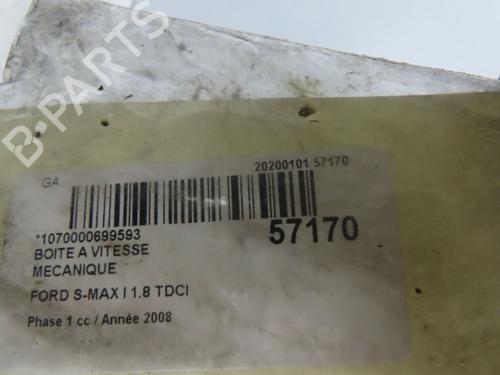 GA
20200101 57170
*1070000699593
57170
BOITE A VITESSE
MECANIQUE
FORD S-MAX I 1.8 TDCI
Phase 1 cc / Année 2008
B-PARTS